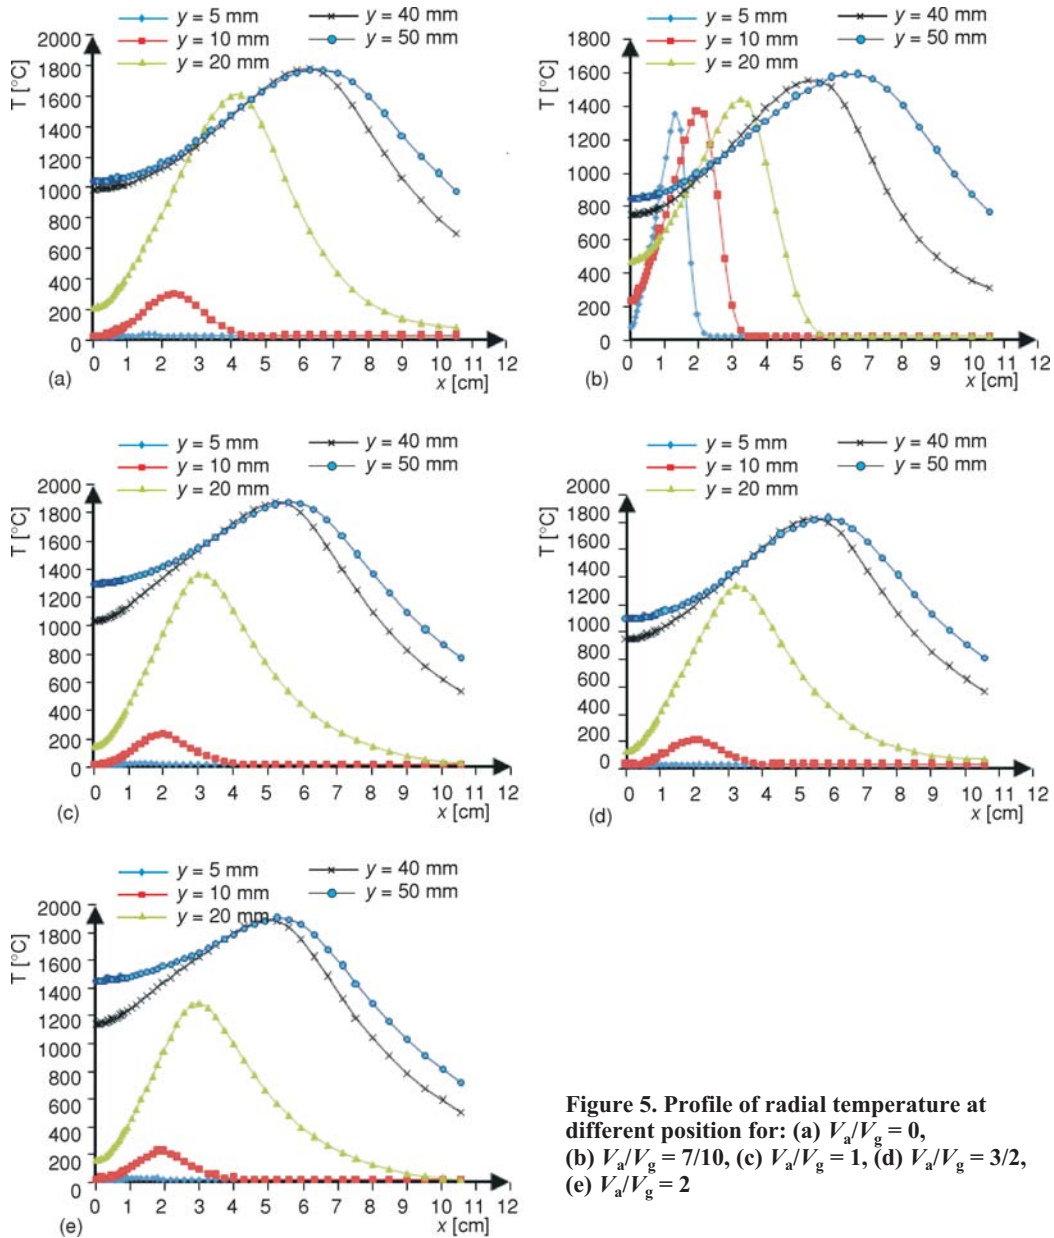 y = 5 mm
y = 40 mm
y = 10 mm
y = 50 mm
y = 20 mm
T [°C]
2000
1800
1600
1400
1200
1000
800
600
400
200
0
0 1 2 3 4 5 6 7 8 9 10 11 12
x [cm]
(a)
y = 5 mm
y = 40 mm
y = 10 mm
y = 50 mm
y = 20 mm
T [°C]
1800
1600
1400
1200
1000
800
600
400
200
0
0 1 2 3 4 5 6 7 8 9 10 11 12
x [cm]
(b)
y = 5 mm
y = 40 mm
y = 10 mm
y = 50 mm
y = 20 mm
T [°C]
2000
1800
1600
1400
1200
1000
800
600
400
200
0
0 1 2 3 4 5 6 7 8 9 10 11 12
x [cm]
(c)
y = 5 mm
y = 40 mm
y = 10 mm
y = 50 mm
y = 20 mm
T [°C]
2000
1800
1600
1400
1200
1000
800
600
400
200
0
0 1 2 3 4 5 6 7 8 9 10 11 12
x [cm]
(d)
y = 5 mm
y = 40 mm
y = 10 mm
y = 50 mm
y = 20 mm
T [°C]
2000
1800
1600
1400
1200
1000
800
600
400
200
0
0 1 2 3 4 5 6 7 8 9 10 11 12
x [cm]
(e)
Figure 5. Profile of radial temperature at
different position for: (a) Va/Vg = 0,
(b) Va/Vg = 7/10, (c) Va/Vg = 1, (d) Va/Vg = 3/2,
(e) Va/Vg = 2